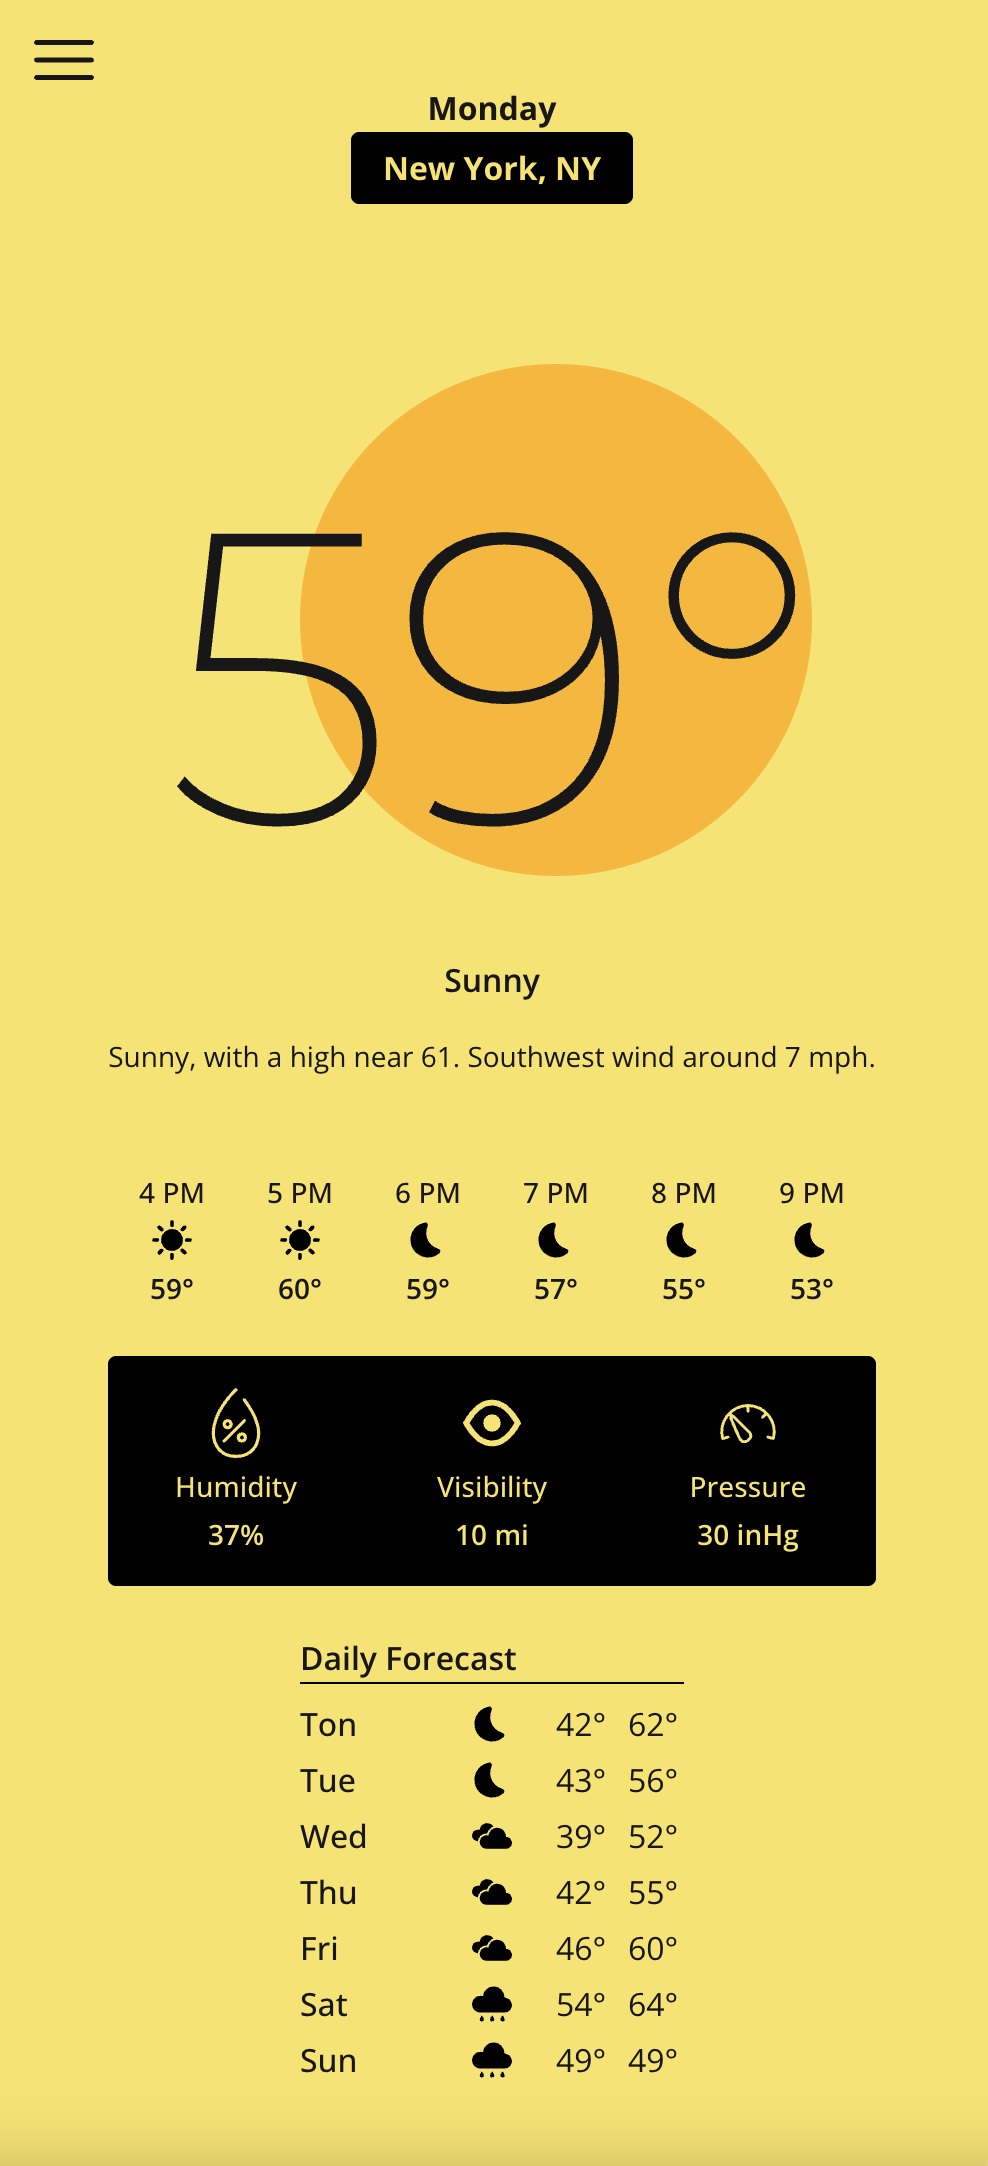 Monday
New York, NY
59°
Sunny
Sunny, with a high near 61. Southwest wind around 7 mph.
4 PM 5 PM 6 PM 7 PM 8 PM 9 PM
59° 60° 59° 57° 55° 53°
Humidity Visibility Pressure
37% 10 mi 30 inHg
Daily Forecast
Ton 42° 62°
Tue 43° 56°
Wed 39° 52°
Thu 42° 55°
Fri 46° 60°
Sat 54° 64°
Sun 49° 49°